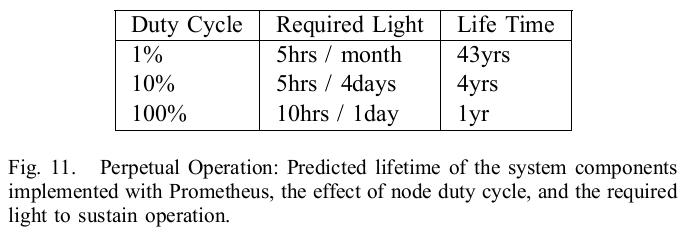 Duty Cycle Required Light Life Time
1% 5hrs / month 43yrs
10% 5hrs / 4days 4yrs
100% 10hrs / 1day 1yr
Fig. 11. Perpetual Operation: Predicted lifetime of the system components
implemented with Prometheus, the effect of node duty cycle, and the required
light to sustain operation.